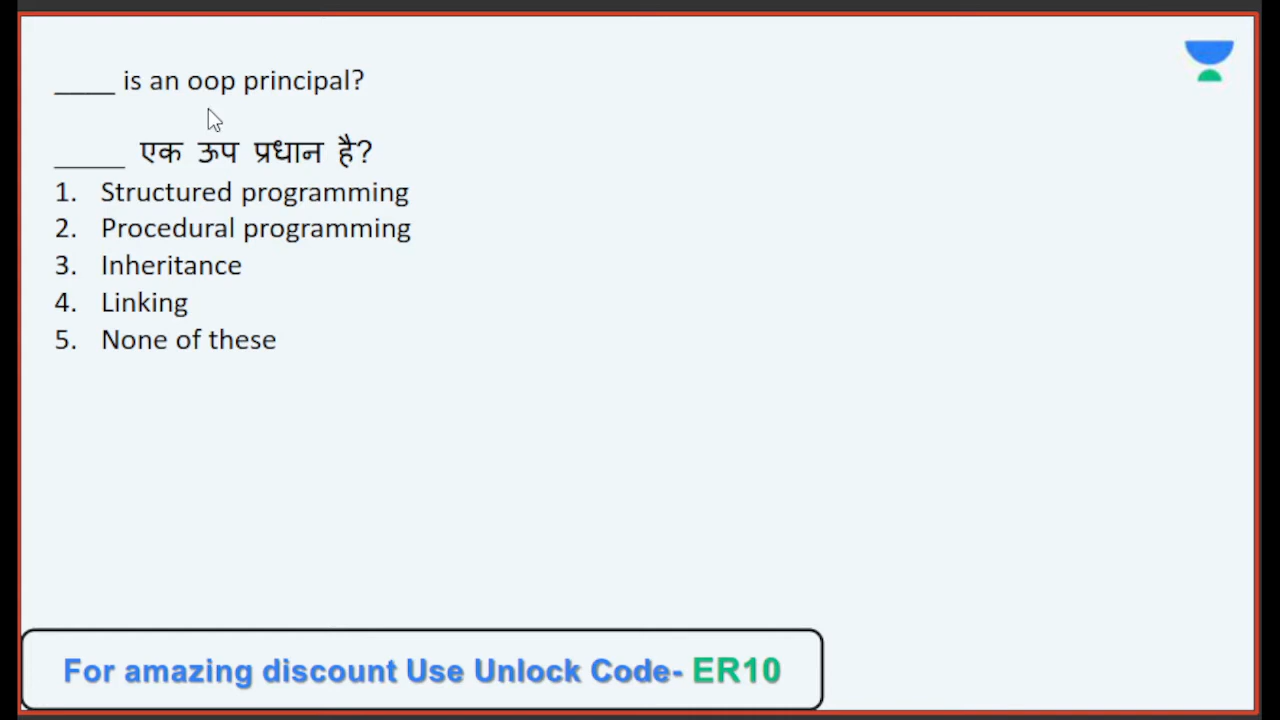 ____ is an oop principal?
_____ एक ऊप प्रधान है?
1. Structured programming
2. Procedural programming
3. Inheritance
4. Linking
5. None of these
For amazing discount Use Unlock Code- ER10